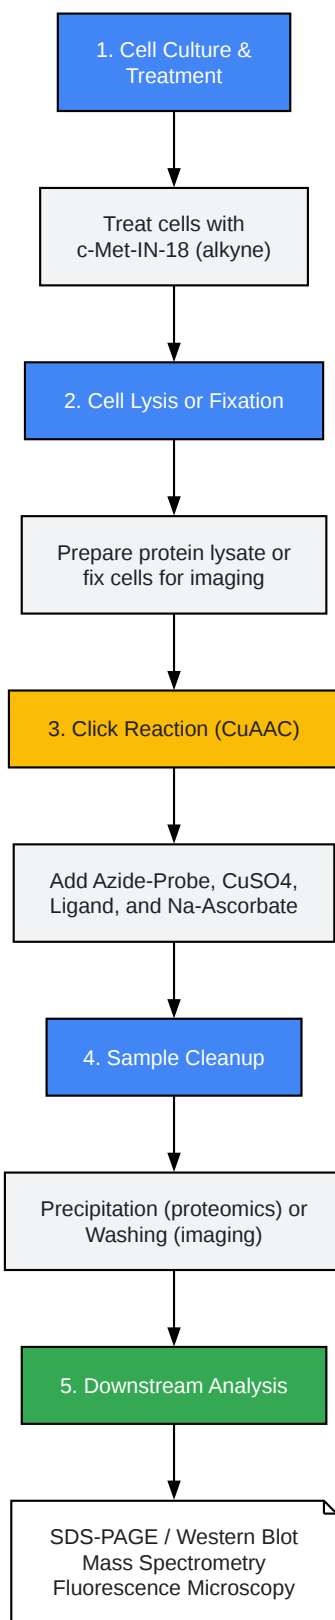 1. Cell Culture &
Treatment
Treat cells with
c-Met-IN-18 (alkyne)
2. Cell Lysis or Fixation
Prepare protein lysate or
fix cells for imaging
3. Click Reaction (CuAAC)
Add Azide-Probe, CuSO4,
Ligand, and Na-Ascorbate
4. Sample Cleanup
Precipitation (proteomics) or
Washing (imaging)
5. Downstream Analysis
SDS-PAGE / Western Blot
Mass Spectrometry
Fluorescence Microscopy